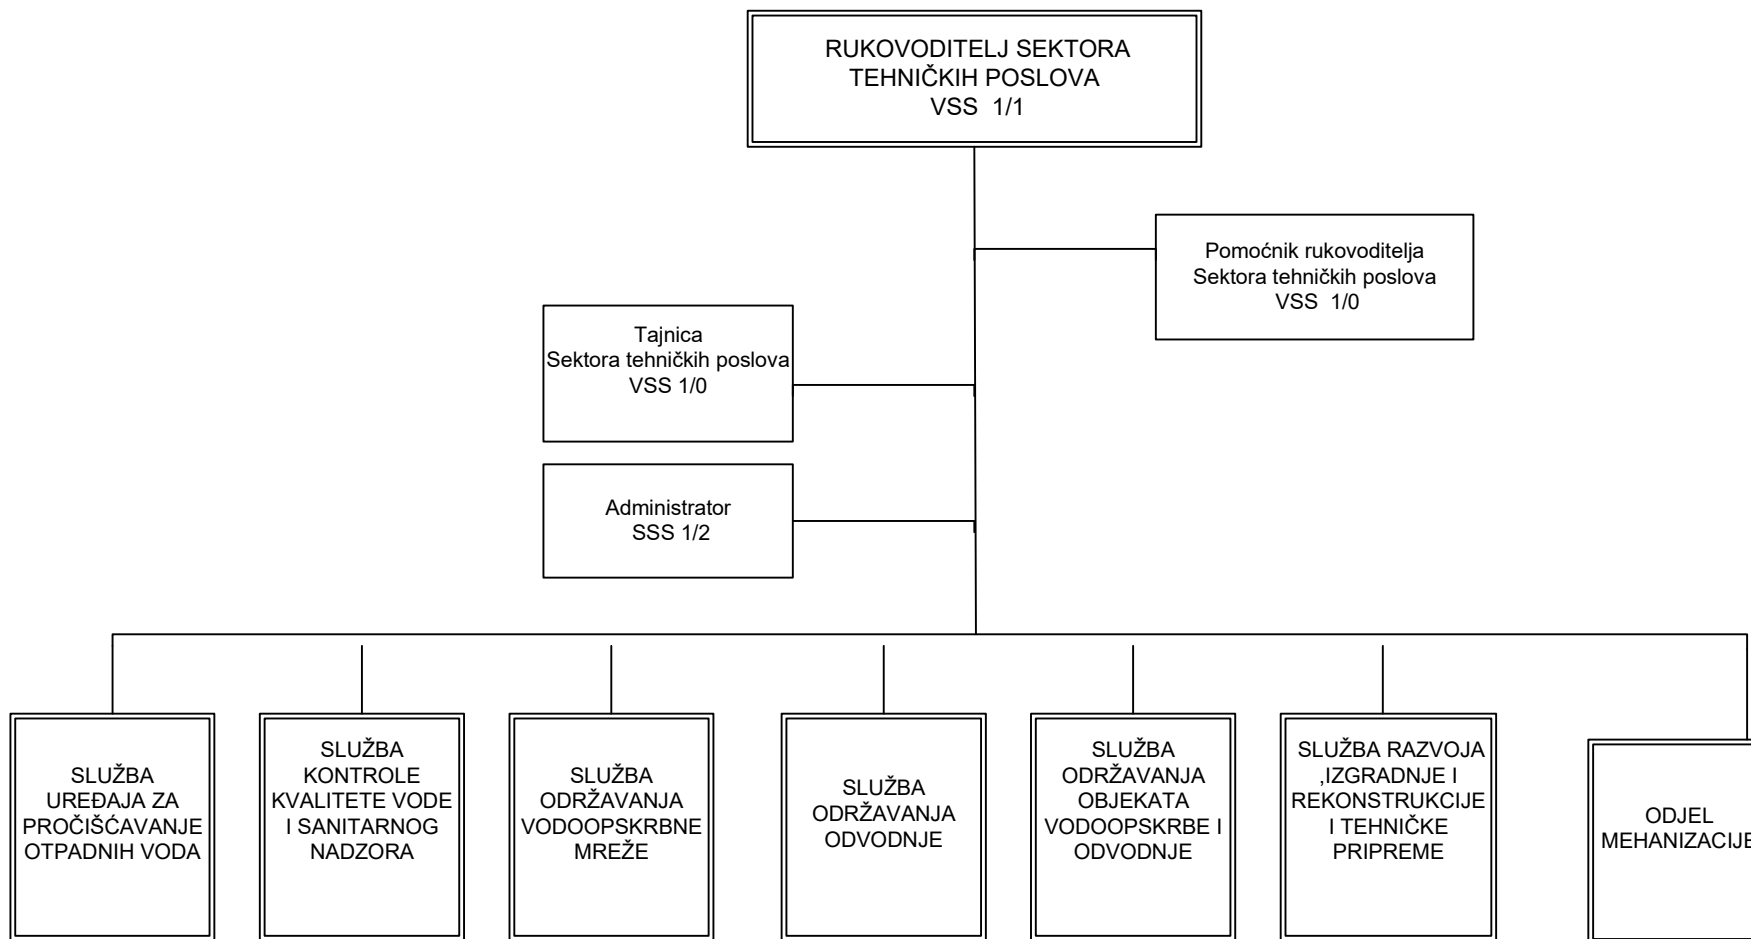 RUKOVODITELJ SEKTORA
TEHNIČKIH POSLOVA
VSS 1/1
Pomoćnik rukovoditelja
Sektora tehničkih poslova
VSS 1/0
Tajnica
Sektora tehničkih poslova
VSS 1/0
Administrator
SSS 1/2
SLUŽBA
UREĐAJA ZA
PROČIŠĆAVANJE
OTPADNIH VODA
SLUŽBA
KONTROLE
KVALITETE VODE
I SANITARNOG
NADZORA
SLUŽBA
ODRŽAVANJA
VODOOPSKRBNE
MREŽE
SLUŽBA
ODRŽAVANJA
ODVODNJE
SLUŽBA
ODRŽAVANJA
OBJEKATA
VODOOPSKRBE I
ODVODNJE
SLUŽBA RAZVOJA
,IZGRADNJE I
REKONSTRUKCIJE
I TEHNIČKE
PRIPREME
ODJEL
MEHANIZACIJE